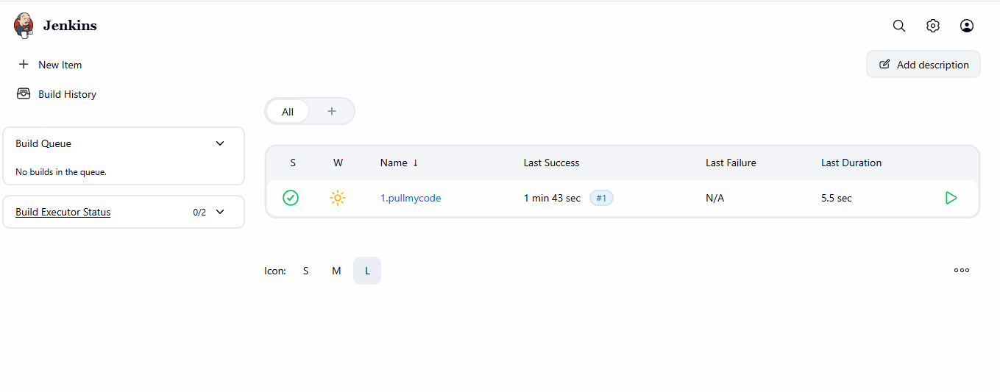 Jenkins
New Item
Add description
Build History
All
Build Queue
No builds in the queue.
Build Executor Status 0/2
S W Name ↓ Last Success Last Failure Last Duration
1.pullmycode 1 min 43 sec #1 N/A 5.5 sec
Icon: S M L